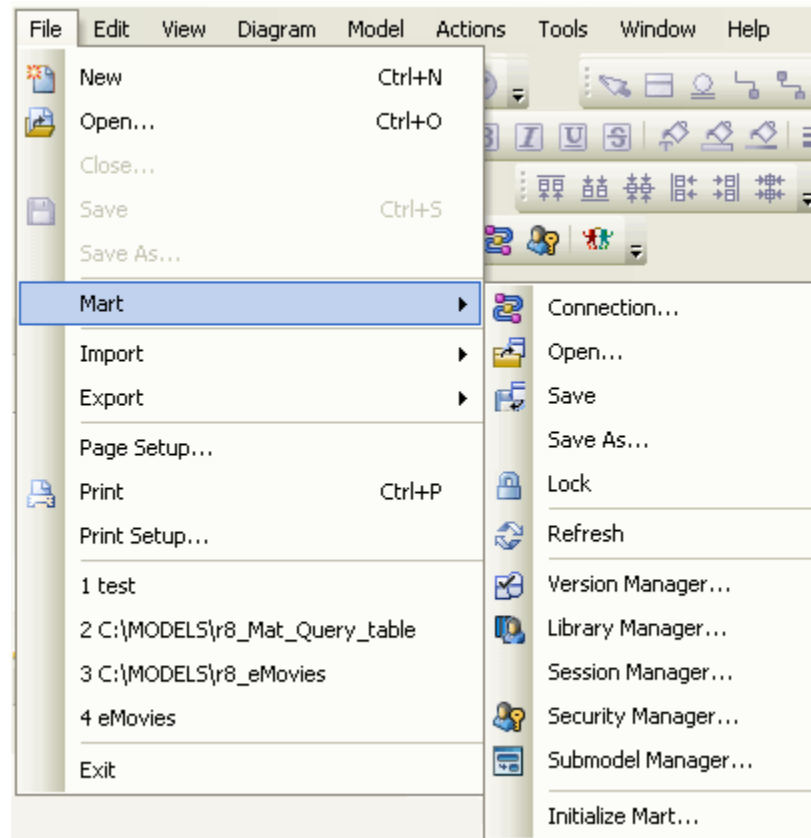 File Edit View Diagram Model Actions Tools Window Help
New Ctrl+N
Open... Ctrl+O
Close...
Save Ctrl+S
Save As...
Mart
Import
Export
Page Setup...
Print Ctrl+P
Print Setup...
1 test
2 C:\MODELS\r8_Mat_Query_table
3 C:\MODELS\r8_eMovies
4 eMovies
Exit
Connection...
Open...
Save
Save As...
Lock
Refresh
Version Manager...
Library Manager...
Session Manager...
Security Manager...
Submodel Manager...
Initialize Mart...
B I U S